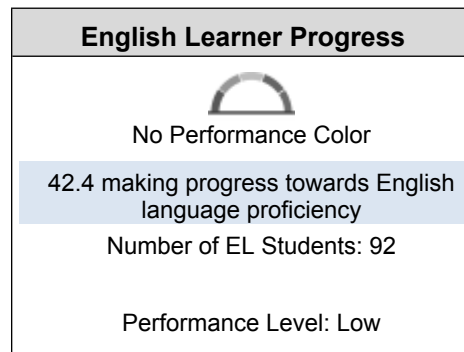 English Learner Progress
No Performance Color
42.4 making progress towards English
language proficiency
Number of EL Students: 92
Performance Level: Low